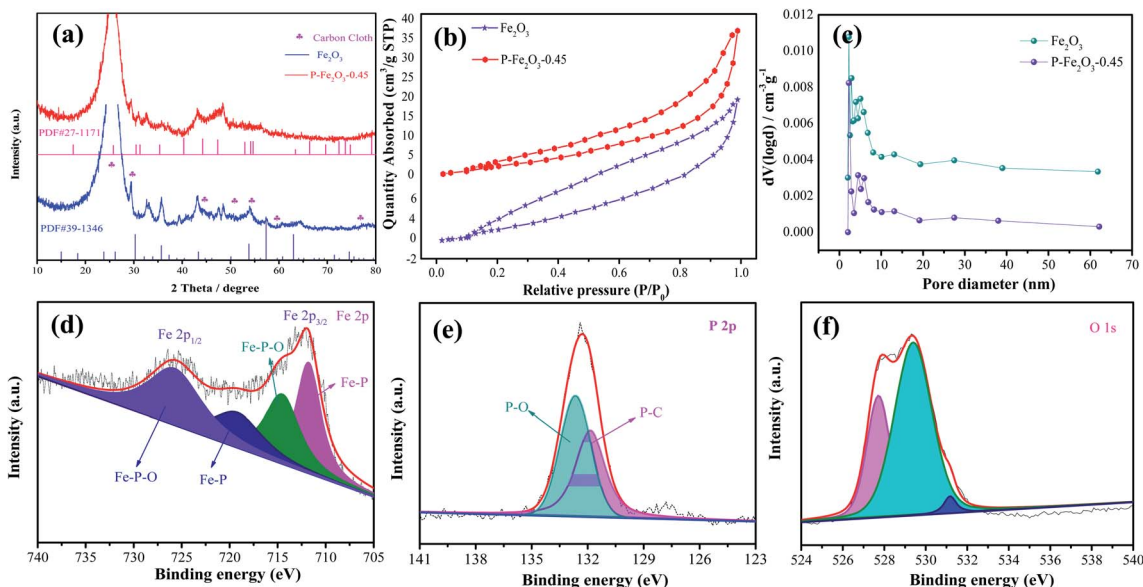 (a)
♣ Carbon Cloth
Fe₂O₃
P-Fe₂O₃-0.45
PDF#27-1171
PDF#39-1346
Intensity (a.u.)
10 20 30 40 50 60 70 80
2 Theta / degree
(b)
Fe₂O₃
P-Fe₂O₃-0.45
Quantity Absorbed (cm³/g STP)
40
35
30
25
20
15
10
5
0
6
4
2
0
-2
0.0 0.2 0.4 0.6 0.8 1.0
Relative pressure (P/P₀)
(c)
Fe₂O₃
P-Fe₂O₃-0.45
dV(logd) / cm⁻³g⁻¹
0.012
0.010
0.008
0.006
0.004
0.002
0.000
0 10 20 30 40 50 60 70
Pore diameter (nm)
(d)
Fe 2p₁/₂
Fe 2p₃/₂ Fe 2p
Fe-P-O
Fe-P
Fe-P-O
Fe-P
Intensity (a.u.)
740 735 730 725 720 715 710 705
Binding energy (eV)
(e)
P 2p
P-O
P-C
Intensity (a.u.)
141 138 135 132 129 126 123
Binding energy (eV)
(f)
O 1s
Intensity (a.u.)
524 526 528 530 532 534 536 538 540
Binding energy (eV)